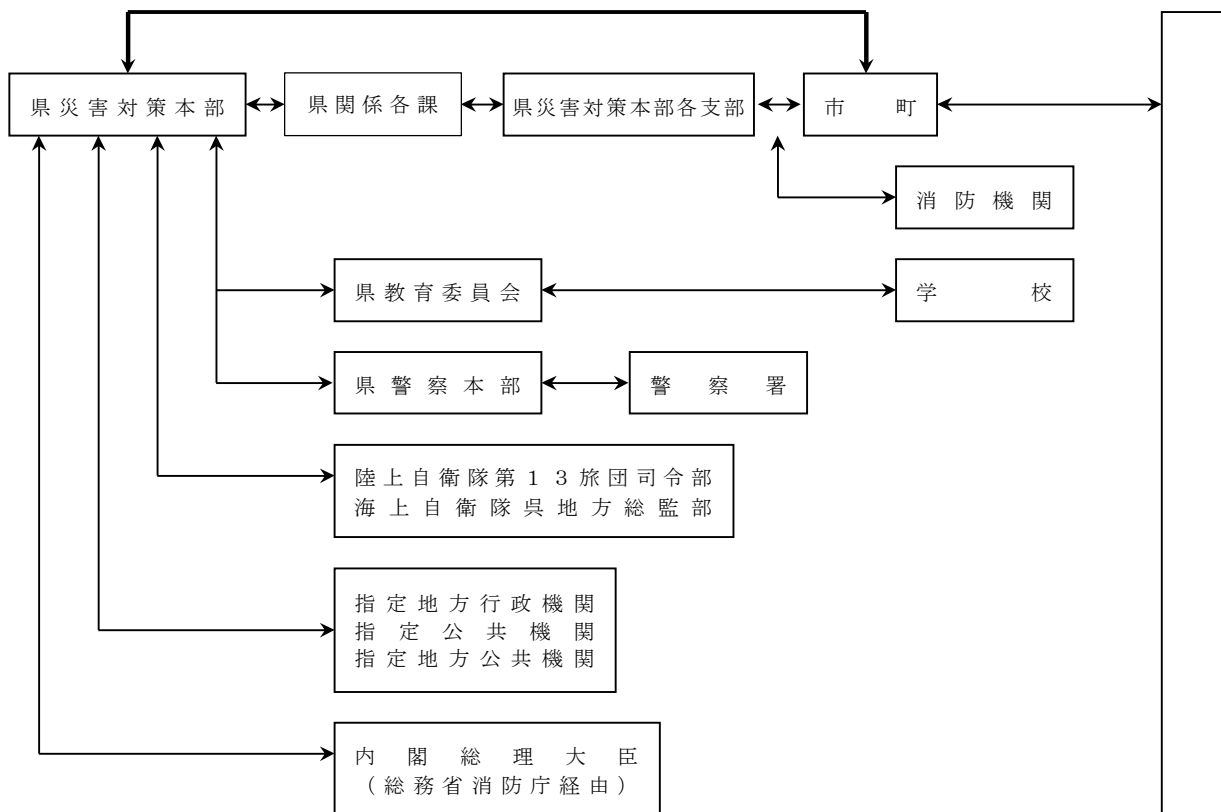 県災害対策本部
県関係各課
県災害対策本部各支部
市町
消防機関
県教育委員会
学校
県警察本部
警察署
陸上自衛隊第13旅団司令部
海上自衛隊呉地方総監部
指定地方行政機関
指定公共機関
指定地方公共機関
内閣総理大臣
(総務省消防庁経由)